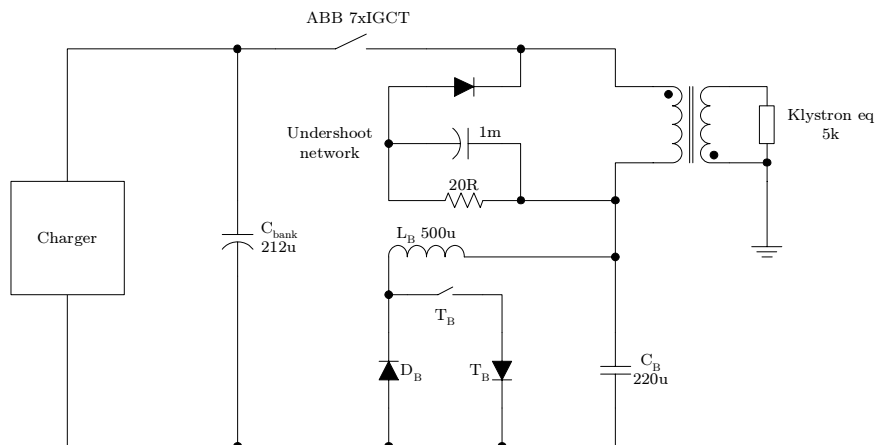 ABB 7xIGCT
Undershoot
network
1m
20R
Klystron eq
5k
Charger
C_bank
212u
L_B 500u
T_B
D_B
T_B
C_B
220u